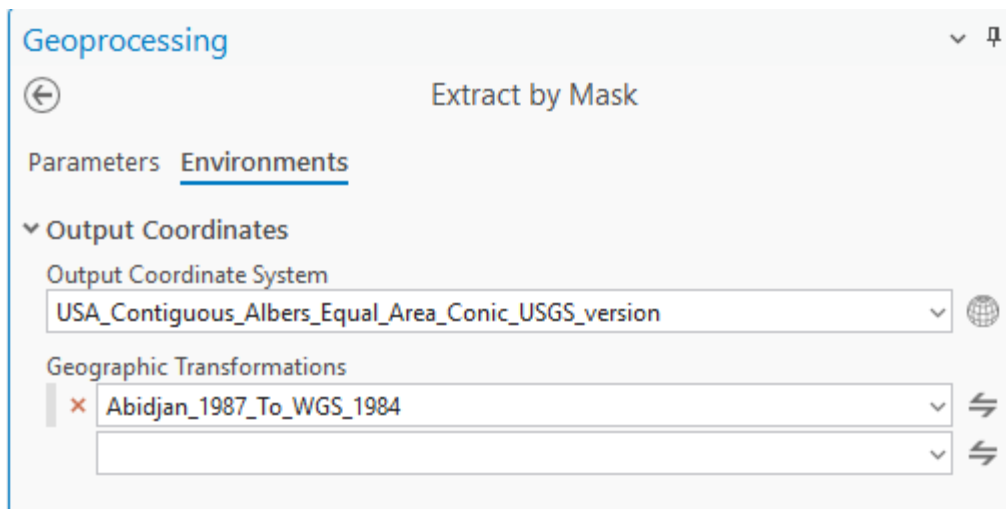 Geoprocessing
Extract by Mask
Parameters Environments
Output Coordinates
Output Coordinate System
USA_Contiguous_Albers_Equal_Area_Conic_USGS_version
Geographic Transformations
Abidjan_1987_To_WGS_1984